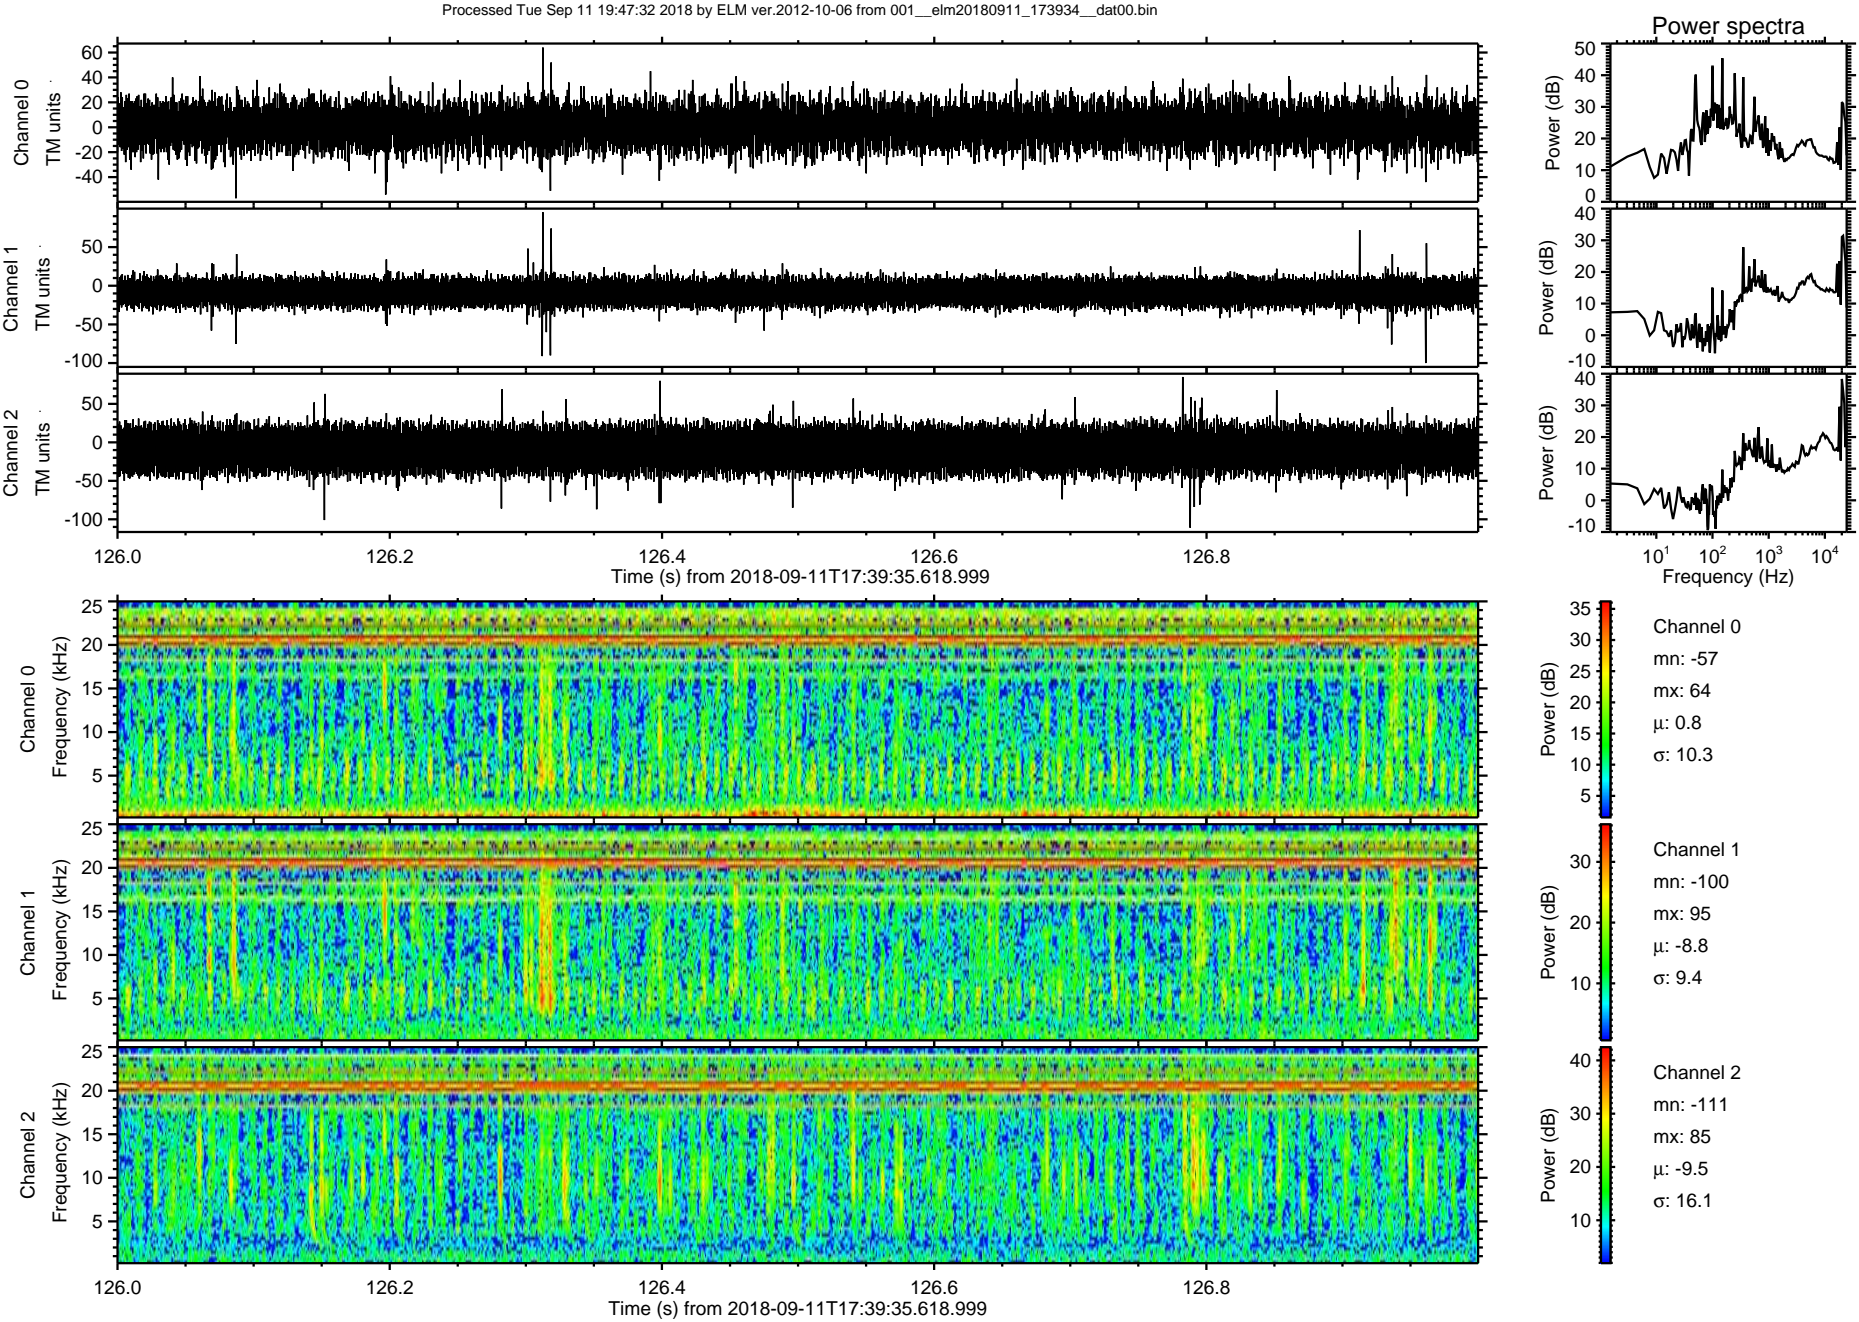 Processed Tue Sep 11 19:47:32 2018 by ELM ver.2012-10-06 from 001__elm20180911_173934__dat00.bin
Power spectra
Channel 0
TM units
60
40
20
0
-20
-40
Power (dB)
50
40
30
20
10
0
Channel 1
TM units
50
0
-50
-100
Power (dB)
40
30
20
10
0
-10
Channel 2
TM units
50
0
-50
-100
Power (dB)
40
30
20
10
0
-10
126.0 126.2 126.4 126.6 126.8
Time (s) from 2018-09-11T17:39:35.618.999
10^1 10^2 10^3 10^4
Frequency (Hz)
Channel 0
Frequency (kHz)
25
20
15
10
5
Power (dB)
35
30
25
20
15
10
5
Channel 0
mn: -57
mx: 64
μ: 0.8
σ: 10.3
Channel 1
Frequency (kHz)
25
20
15
10
5
Power (dB)
30
20
10
Channel 1
mn: -100
mx: 95
μ: -8.8
σ: 9.4
Channel 2
Frequency (kHz)
25
20
15
10
5
Power (dB)
40
30
20
10
Channel 2
mn: -111
mx: 85
μ: -9.5
σ: 16.1
126.0 126.2 126.4 126.6 126.8
Time (s) from 2018-09-11T17:39:35.618.999